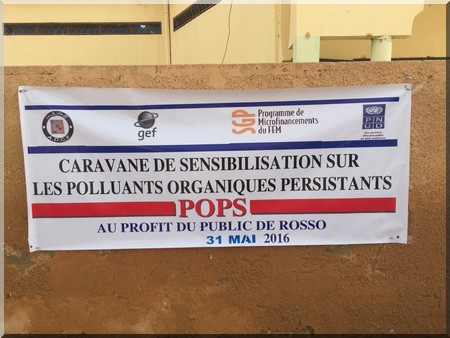 gef
SGP
Programme de
Microfinancements
du FEM
P N
U D
CARAVANE DE SENSIBILISATION SUR
LES POLLUANTS ORGANIQUES PERSISTANTS
POPS
AU PROFIT DU PUBLIC DE ROSSO
31 MAI 2016